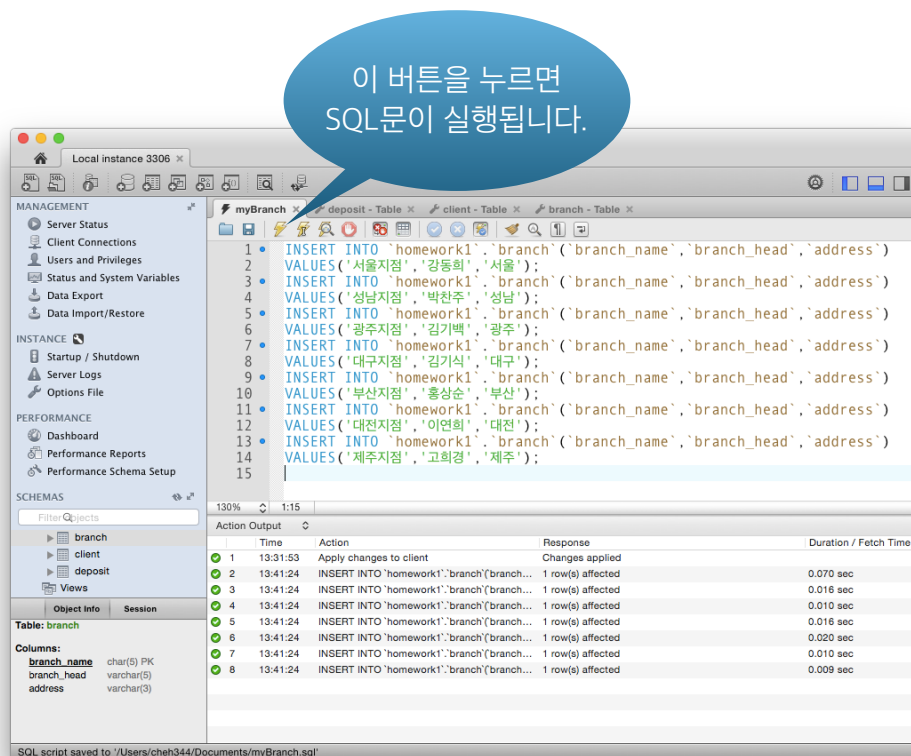 이 버튼을 누르면
SQL문이 실행됩니다.
Local instance 3306
MANAGEMENT
Server Status
Client Connections
Users and Privileges
Status and System Variables
Data Export
Data Import/Restore
INSTANCE
Startup / Shutdown
Server Logs
Options File
PERFORMANCE
Dashboard
Performance Reports
Performance Schema Setup
SCHEMAS
Filter objects
branch
client
deposit
Views
Object Info Session
Table: branch
Columns:
branch_name char(5) PK
branch_head varchar(5)
address varchar(3)
myBranch deposit - Table client - Table branch - Table
1 INSERT INTO `homework1`.`branch`(`branch_name`,`branch_head`,`address`)
2 VALUES('서울지점','강동희','서울');
3 INSERT INTO `homework1`.`branch`(`branch_name`,`branch_head`,`address`)
4 VALUES('성남지점','박찬주','성남');
5 INSERT INTO `homework1`.`branch`(`branch_name`,`branch_head`,`address`)
6 VALUES('광주지점','김기백','광주');
7 INSERT INTO `homework1`.`branch`(`branch_name`,`branch_head`,`address`)
8 VALUES('대구지점','김기식','대구');
9 INSERT INTO `homework1`.`branch`(`branch_name`,`branch_head`,`address`)
10 VALUES('부산지점','홍상순','부산');
11 INSERT INTO `homework1`.`branch`(`branch_name`,`branch_head`,`address`)
12 VALUES('대전지점','이연희','대전');
13 INSERT INTO `homework1`.`branch`(`branch_name`,`branch_head`,`address`)
14 VALUES('제주지점','고희경','제주');
15
130% 1:15
Action Output
Time Action Response Duration / Fetch Time
1 13:31:53 Apply changes to client Changes applied
2 13:41:24 INSERT INTO `homework1`.`branch`(`branch... 1 row(s) affected 0.070 sec
3 13:41:24 INSERT INTO `homework1`.`branch`(`branch... 1 row(s) affected 0.016 sec
4 13:41:24 INSERT INTO `homework1`.`branch`(`branch... 1 row(s) affected 0.010 sec
5 13:41:24 INSERT INTO `homework1`.`branch`(`branch... 1 row(s) affected 0.016 sec
6 13:41:24 INSERT INTO `homework1`.`branch`(`branch... 1 row(s) affected 0.020 sec
7 13:41:24 INSERT INTO `homework1`.`branch`(`branch... 1 row(s) affected 0.010 sec
8 13:41:24 INSERT INTO `homework1`.`branch`(`branch... 1 row(s) affected 0.009 sec
SQL script saved to '/Users/cheh344/Documents/myBranch.sql'